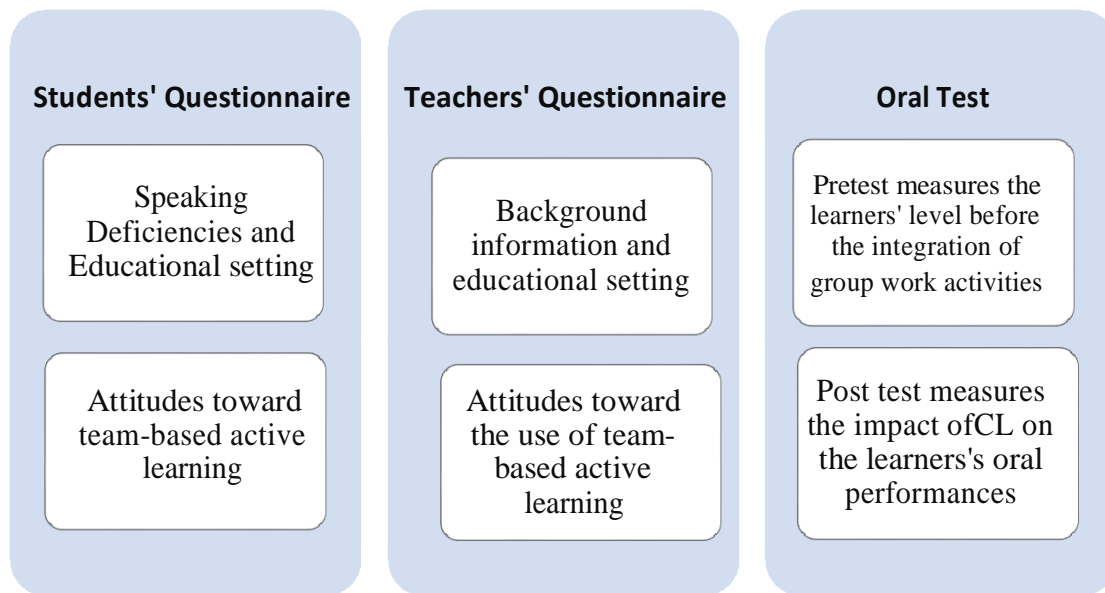 Students' Questionnaire
Speaking
Deficiencies and
Educational setting
Attitudes toward
team-based active
learning
Teachers' Questionnaire
Background
information and
educational setting
Attitudes toward
the use of team-
based active
learning
Oral Test
Pretest measures the
learners' level before
the integration of
group work activities
Post test measures
the impact ofCL on
the learners's oral
performances